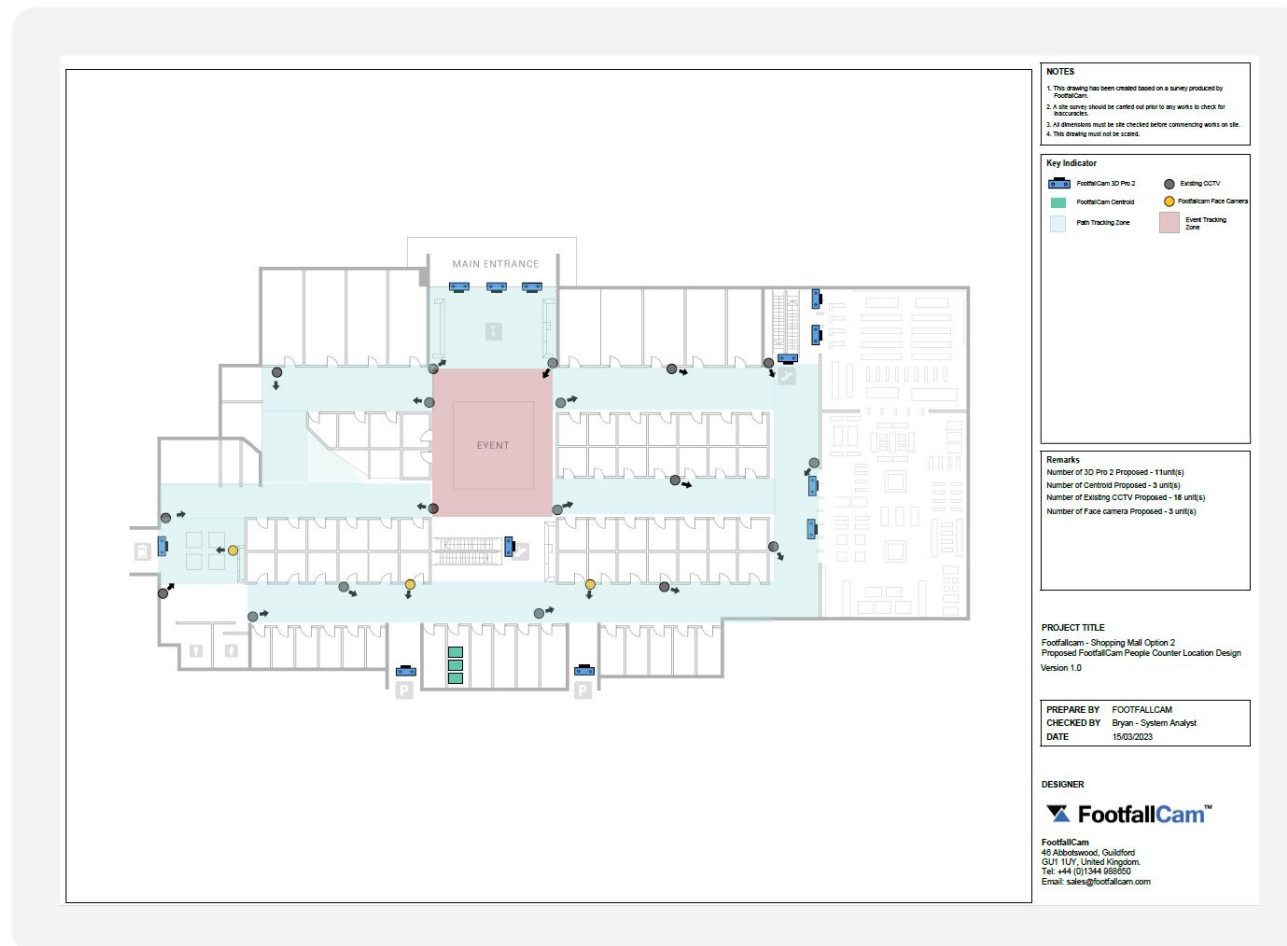 MAIN ENTRANCE
i
EVENT
P
P
NOTES
1. This drawing has been created based on a survey produced by
FootfallCam.
2. A site survey should be carried out prior to any works to check for
inaccuracies.
3. All dimensions must be site checked before commencing works on site.
4. This drawing must not be scaled.
Key Indicator
FootfallCam 3D Pro 2
Existing CCTV
FootfallCam Centroid
Footfallcam Face Camera
Path Tracking Zone
Event Tracking
Zone
Remarks
Number of 3D Pro 2 Proposed - 11unit(s)
Number of Centroid Proposed - 3 unit(s)
Number of Existing CCTV Proposed - 18 unit(s)
Number of Face camera Proposed - 3 unit(s)
PROJECT TITLE
Footfallcam - Shopping Mall Option 2
Proposed FootfallCam People Counter Location Design
Version 1.0
PREPARE BY FOOTFALLCAM
CHECKED BY Bryan - System Analyst
DATE 15/03/2023
DESIGNER
FootfallCam™
FootfallCam
46 Abbotswood, Guildford
GU1 1UY, United Kingdom.
Tel: +44 (0)1344 988650
Email: sales@footfallcam.com